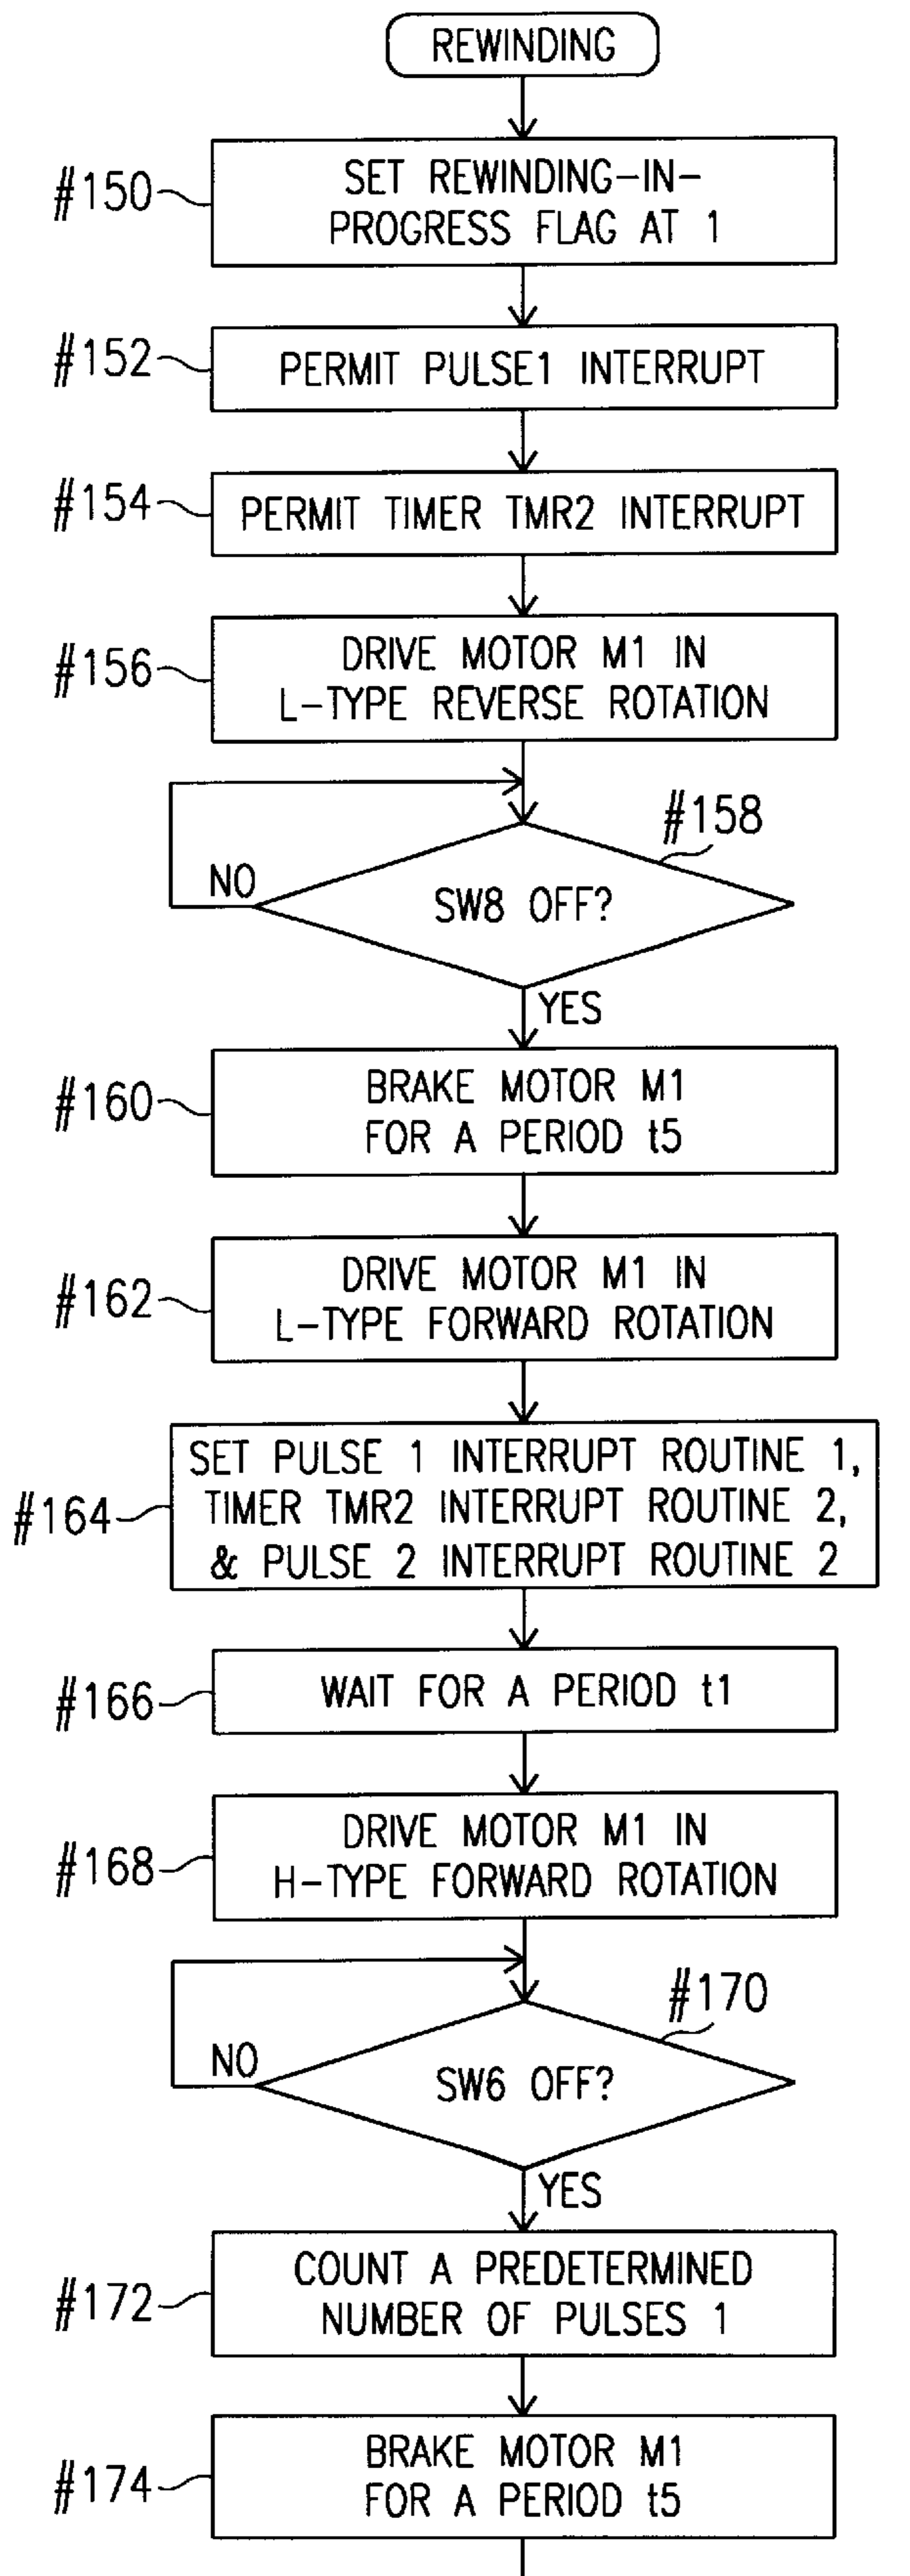 REWINDING
#150
SET REWINDING-IN-
PROGRESS FLAG AT 1
#152
PERMIT PULSE1 INTERRUPT
#154
PERMIT TIMER TMR2 INTERRUPT
#156
DRIVE MOTOR M1 IN
L-TYPE REVERSE ROTATION
#158
NO
SW8 OFF?
YES
#160
BRAKE MOTOR M1
FOR A PERIOD t5
#162
DRIVE MOTOR M1 IN
L-TYPE FORWARD ROTATION
#164
SET PULSE 1 INTERRUPT ROUTINE 1,
TIMER TMR2 INTERRUPT ROUTINE 2,
& PULSE 2 INTERRUPT ROUTINE 2
#166
WAIT FOR A PERIOD t1
#168
DRIVE MOTOR M1 IN
H-TYPE FORWARD ROTATION
#170
NO
SW6 OFF?
YES
#172
COUNT A PREDETERMINED
NUMBER OF PULSES 1
#174
BRAKE MOTOR M1
FOR A PERIOD t5